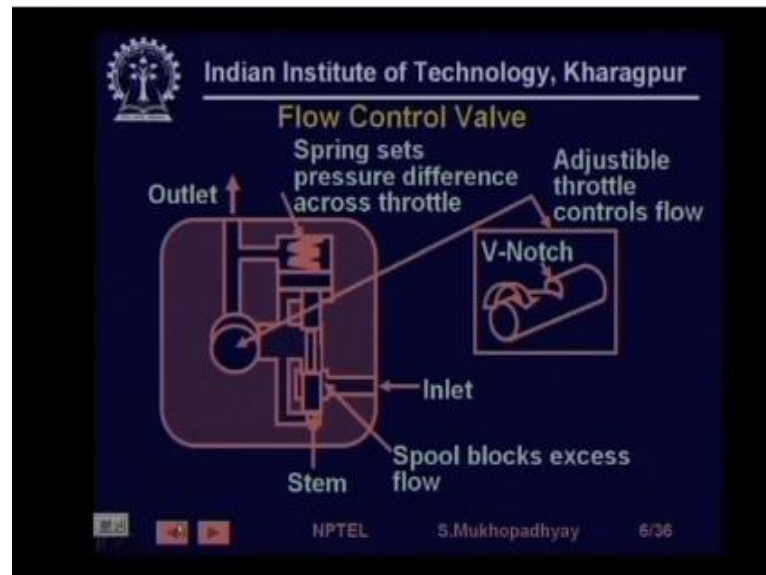 Indian Institute of Technology, Kharagpur
Flow Control Valve
Spring sets
pressure difference
across throttle
Outlet
Adjustible
throttle
controls flow
V-Notch
Inlet
Spool blocks excess
flow
Stem
NPTEL S.Mukhopadhyay 6/36